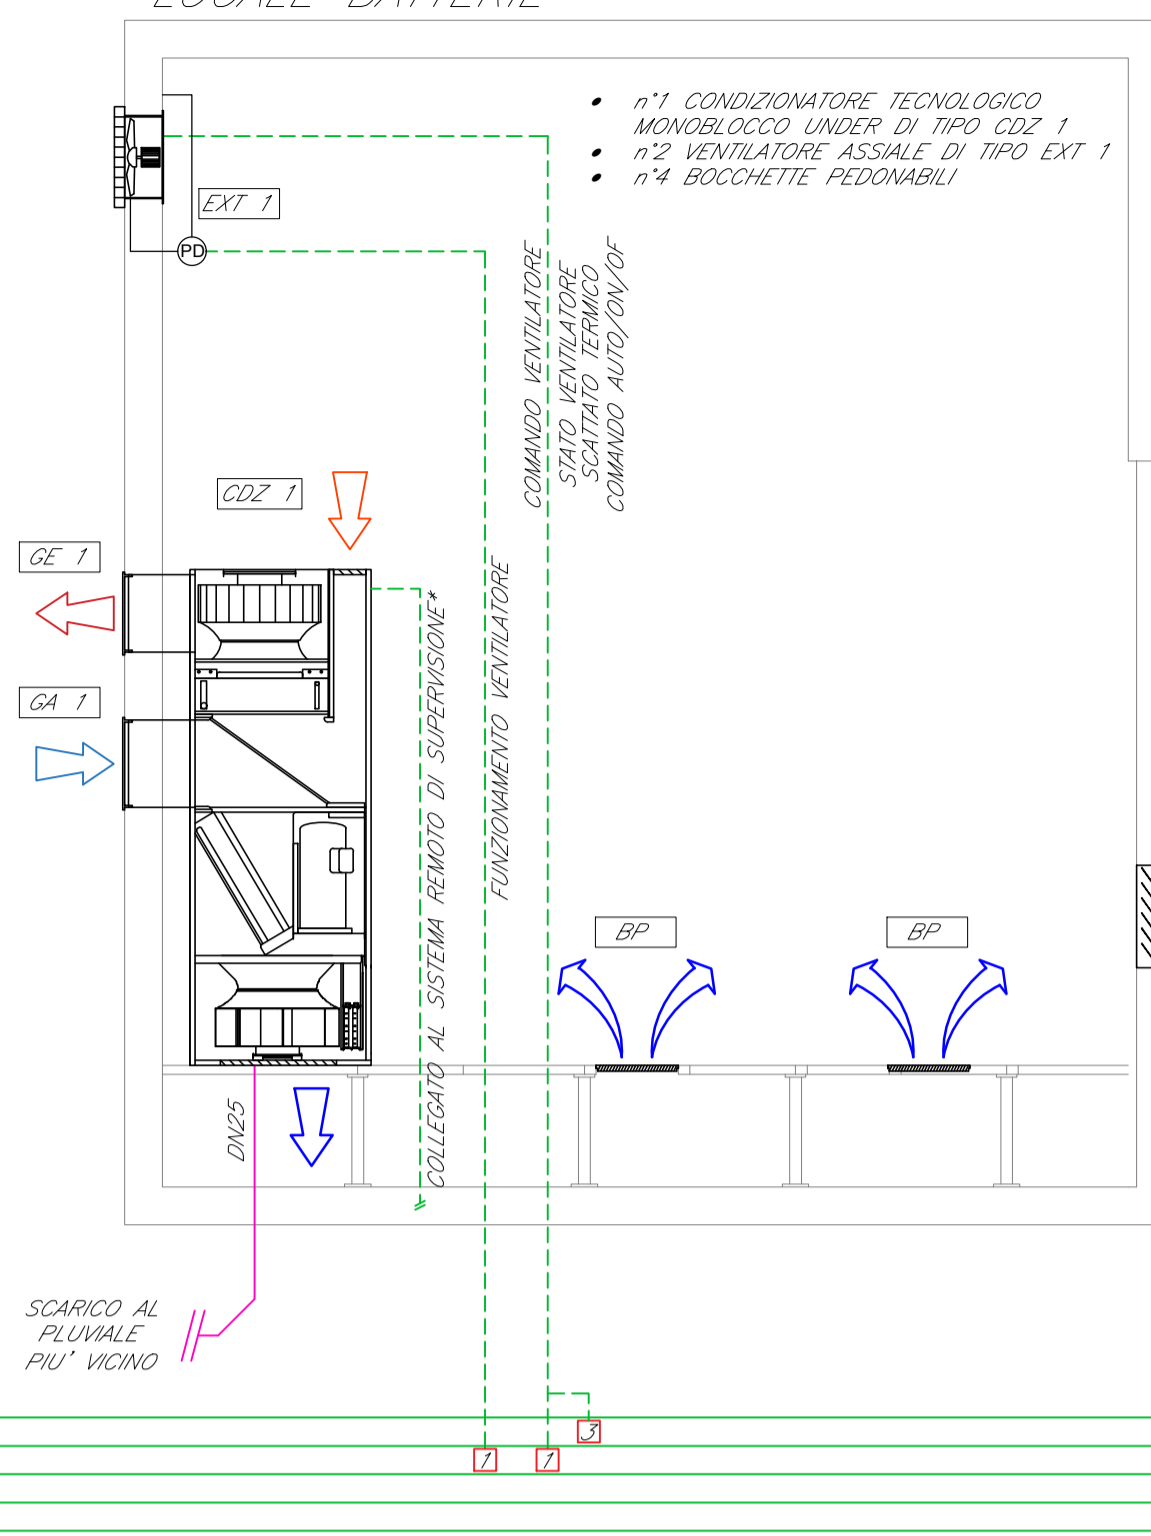 LOCALE BATTERIE
• n°1 CONDIZIONATORE TECNOLOGICO
MONOBLOCCO UNDER DI TIPO CDZ 1
• n°2 VENTILATORE ASSIALE DI TIPO EXT 1
• n°4 BOCCHETTE PEDONABILI
EXT 1
PD
COMANDO VENTILATORE
STATO VENTILATORE
SCATTATO TERMICO
COMANDO AUTO/ON/OF
CDZ 1
GE 1
GA 1
COLLEGATO AL SISTEMA REMOTO DI SUPERVISIONE*
FUNZIONAMENTO VENTILATORE
BP
BP
DN25
SCARICO AL
PLUVIALE
PIU' VICINO
3
1
1